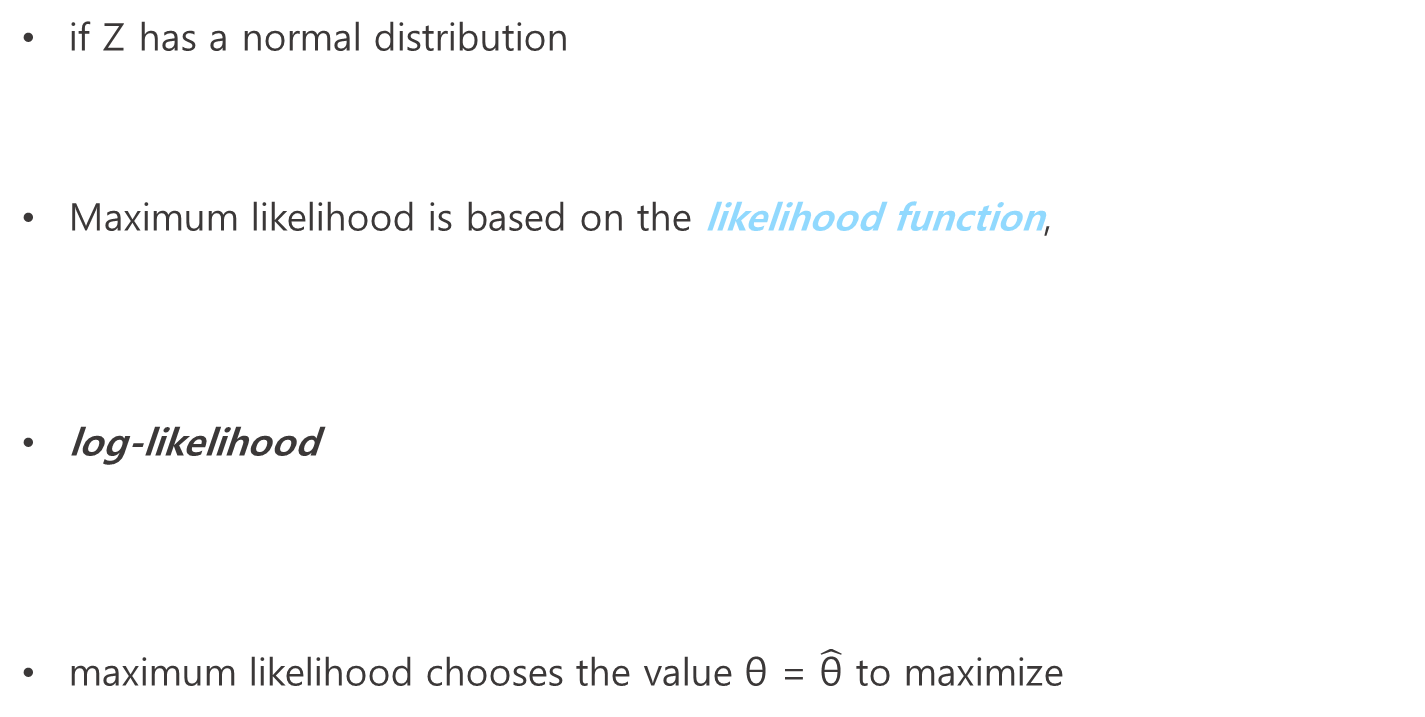 • if Z has a normal distribution
• Maximum likelihood is based on the likelihood function,
• log-likelihood
• maximum likelihood chooses the value θ = θ̂ to maximize